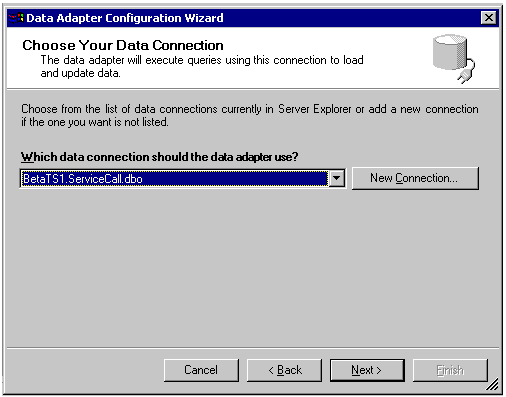 Data Adapter Configuration Wizard
Choose Your Data Connection
The data adapter will execute queries using this connection to load
and update data.
Choose from the list of data connections currently in Server Explorer or add a new connection
if the one you want is not listed.
Which data connection should the data adapter use?
BetaTS1.ServiceCall.dbo
New Connection...
Cancel
< Back
Next >
Finish